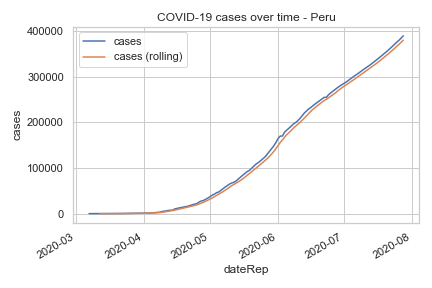 COVID-19 cases over time - Peru
cases
cases (rolling)
400000
300000
200000
100000
0
cases
2020-03
2020-04
2020-05
2020-06
2020-07
2020-08
dateRep